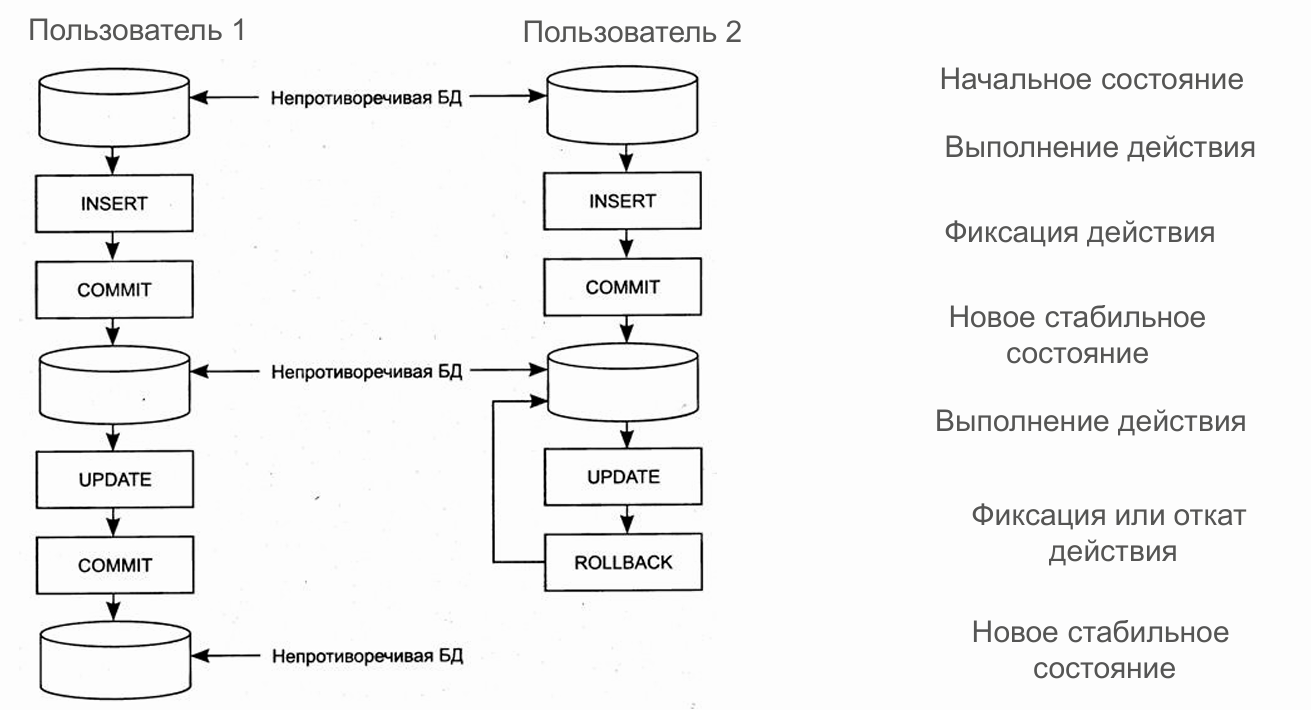 Пользователь 1
Пользователь 2
Непротиворечивая БД
Начальное состояние
Выполнение действия
INSERT
INSERT
Фиксация действия
COMMIT
COMMIT
Новое стабильное
состояние
Непротиворечивая БД
Выполнение действия
UPDATE
UPDATE
Фиксация или откат
действия
COMMIT
ROLLBACK
Новое стабильное
состояние
Непротиворечивая БД